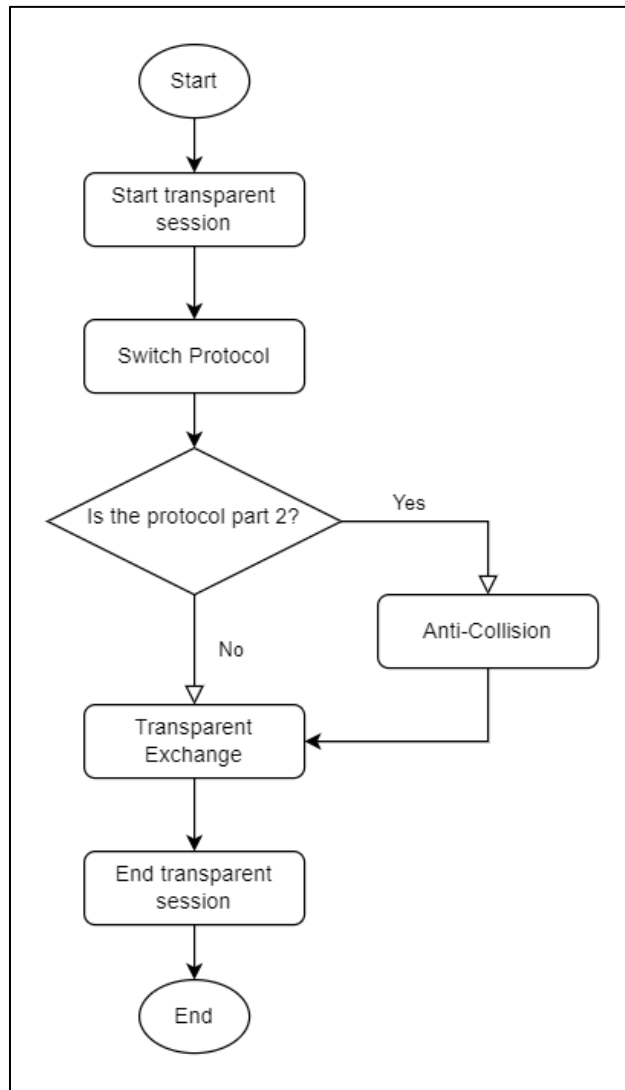 Start
Start transparent
session
Switch Protocol
Is the protocol part 2?
Yes
Anti-Collision
No
Transparent
Exchange
End transparent
session
End